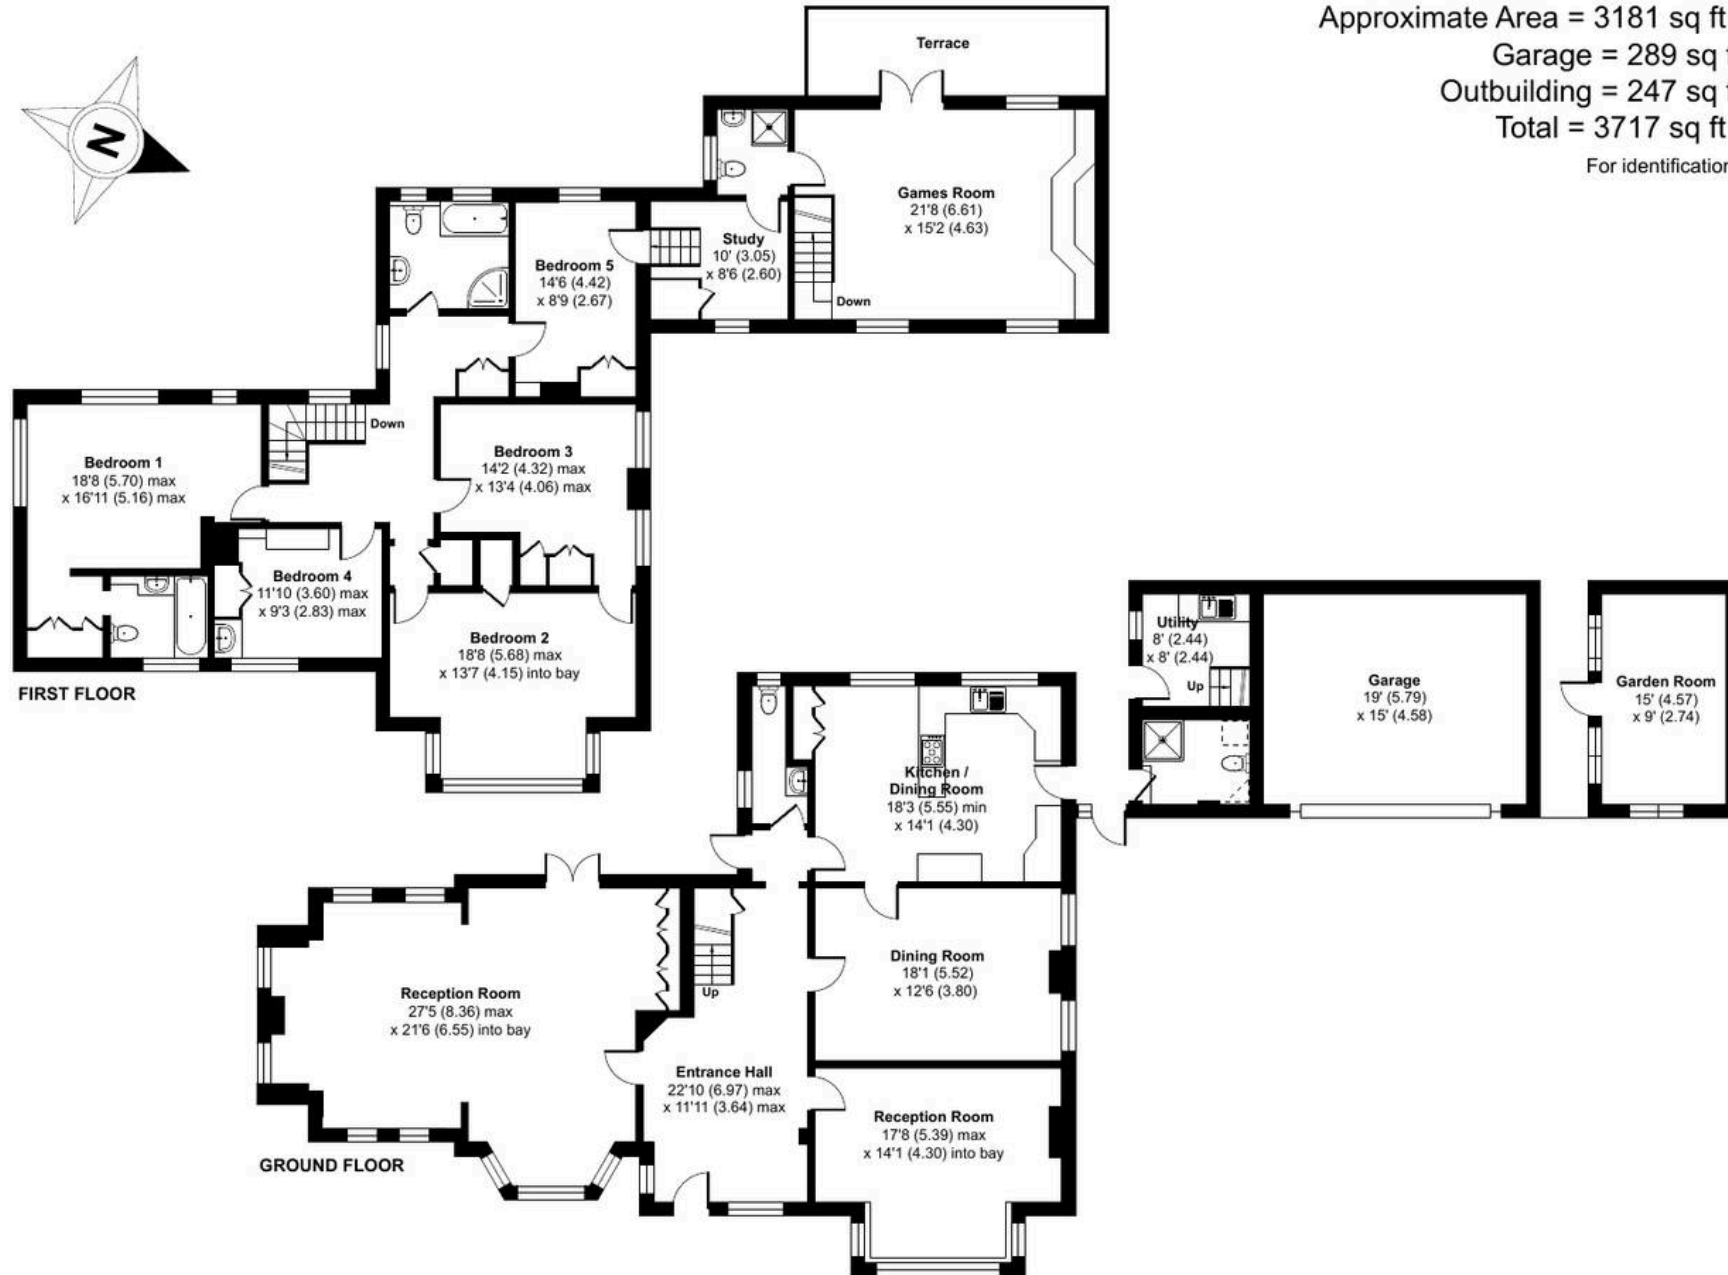 Approximate Area = 3181 sq ft
Garage = 289 sq f
Outbuilding = 247 sq f
Total = 3717 sq ft
For identification
N
Terrace
Games Room
21'8 (6.61)
x 15'2 (4.63)
Down
Study
10' (3.05)
x 8'6 (2.60)
Bedroom 5
14'6 (4.42)
x 8'9 (2.67)
Down
Bedroom 1
18'8 (5.70) max
x 16'11 (5.16) max
Bedroom 3
14'2 (4.32) max
x 13'4 (4.06) max
Bedroom 4
11'10 (3.60) max
x 9'3 (2.83) max
Bedroom 2
18'8 (5.68) max
x 13'7 (4.15) into bay
FIRST FLOOR
Utility
8' (2.44)
x 8' (2.44)
Up
Garage
19' (5.79)
x 15' (4.58)
Garden Room
15' (4.57)
x 9' (2.74)
Kitchen /
Dining Room
18'3 (5.55) min
x 14'1 (4.30)
Dining Room
18'1 (5.52)
x 12'6 (3.80)
Up
Reception Room
27'5 (8.36) max
x 21'6 (6.55) into bay
Entrance Hall
22'10 (6.97) max
x 11'11 (3.64) max
Reception Room
17'8 (5.39) max
x 14'1 (4.30) into bay
GROUND FLOOR